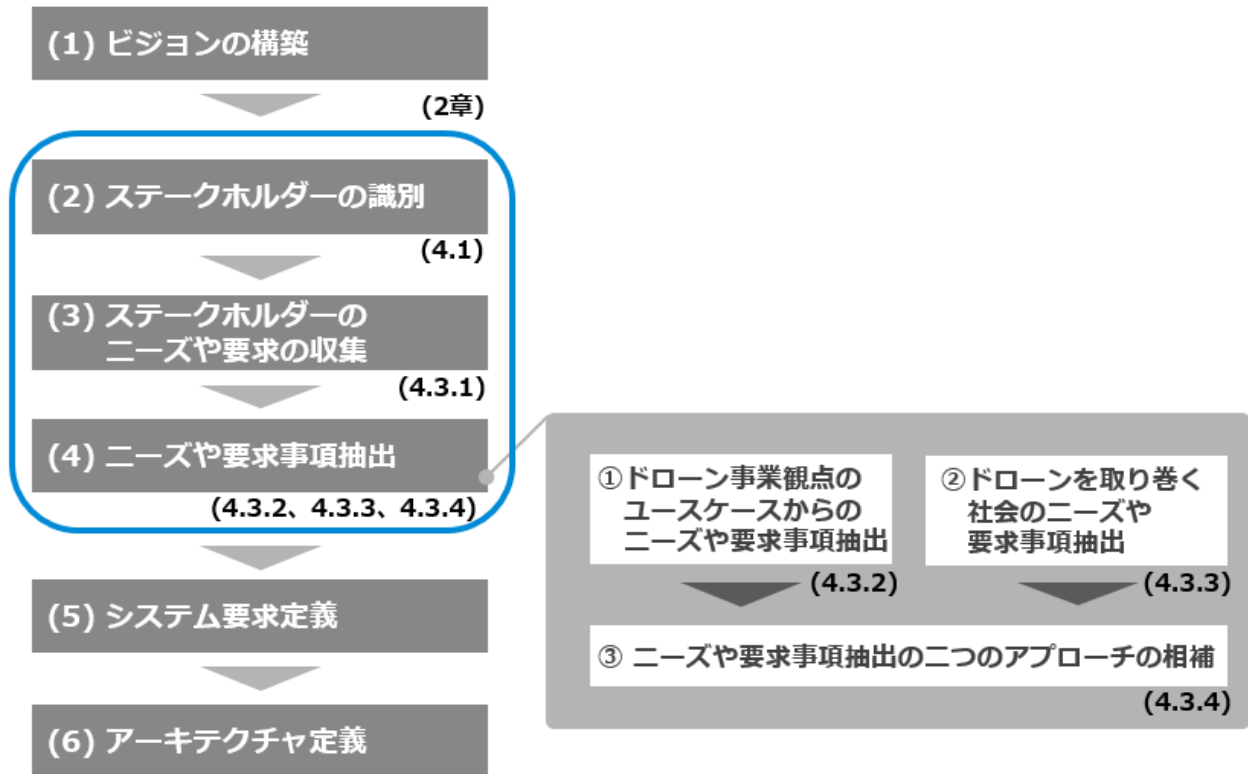 (1) ビジョンの構築
(2章)
(2) ステークホルダーの識別
(4.1)
(3) ステークホルダーの
ニーズや要求の収集
(4.3.1)
(4) ニーズや要求事項抽出
(4.3.2、4.3.3、4.3.4)
(5) システム要求定義
(6) アーキテクチャ定義
①ドローン事業観点の
ユースケースからの
ニーズや要求事項抽出
(4.3.2)
②ドローンを取り巻く
社会のニーズや
要求事項抽出
(4.3.3)
③ ニーズや要求事項抽出の二つのアプローチの相補
(4.3.4)